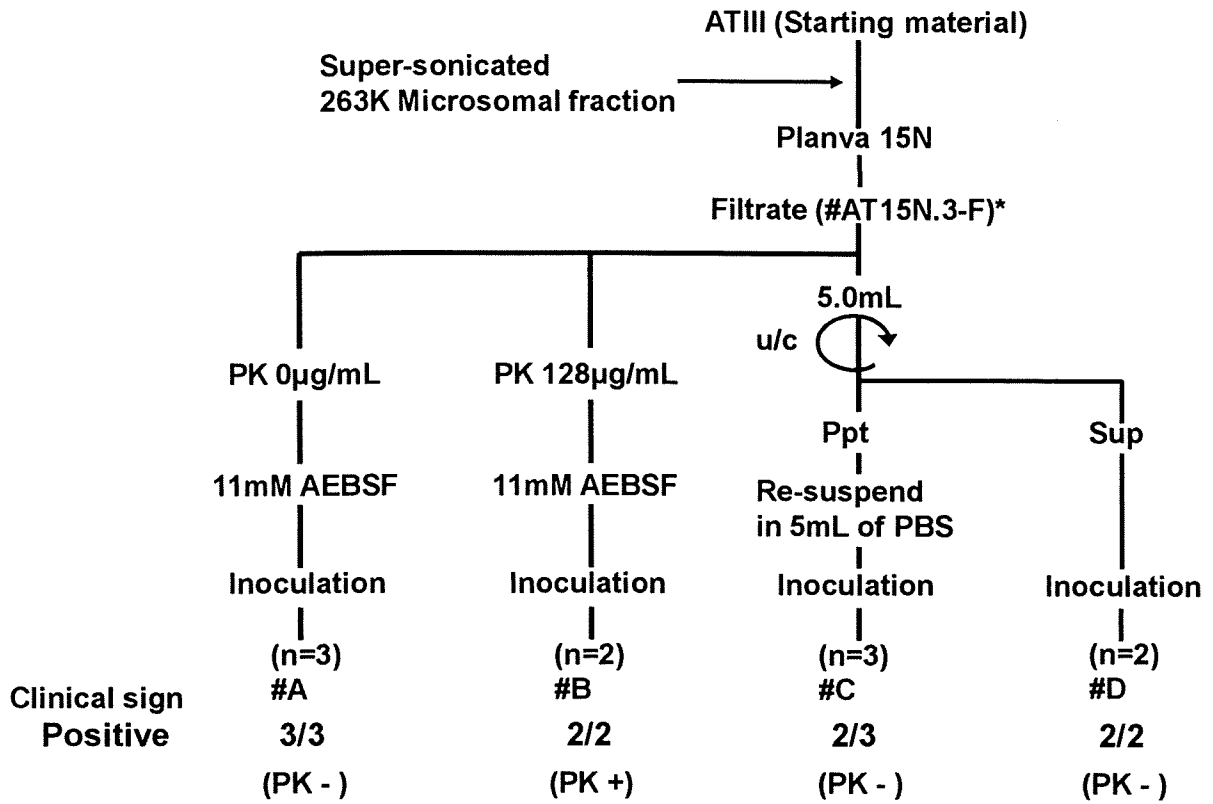 ATIII (Starting material)
Super-sonicated
263K Microsomal fraction
Planva 15N
Filtrate (#AT15N.3-F)*
5.0mL
u/c
PK 0µg/mL
PK 128µg/mL
Ppt
Sup
11mM AEBSF
11mM AEBSF
Re-suspend
in 5mL of PBS
Inoculation
Inoculation
Inoculation
Inoculation
(n=3)
(n=2)
(n=3)
(n=2)
Clinical sign
#A
#B
#C
#D
Positive
3/3
2/2
2/3
2/2
(PK - )
(PK +)
(PK - )
(PK - )